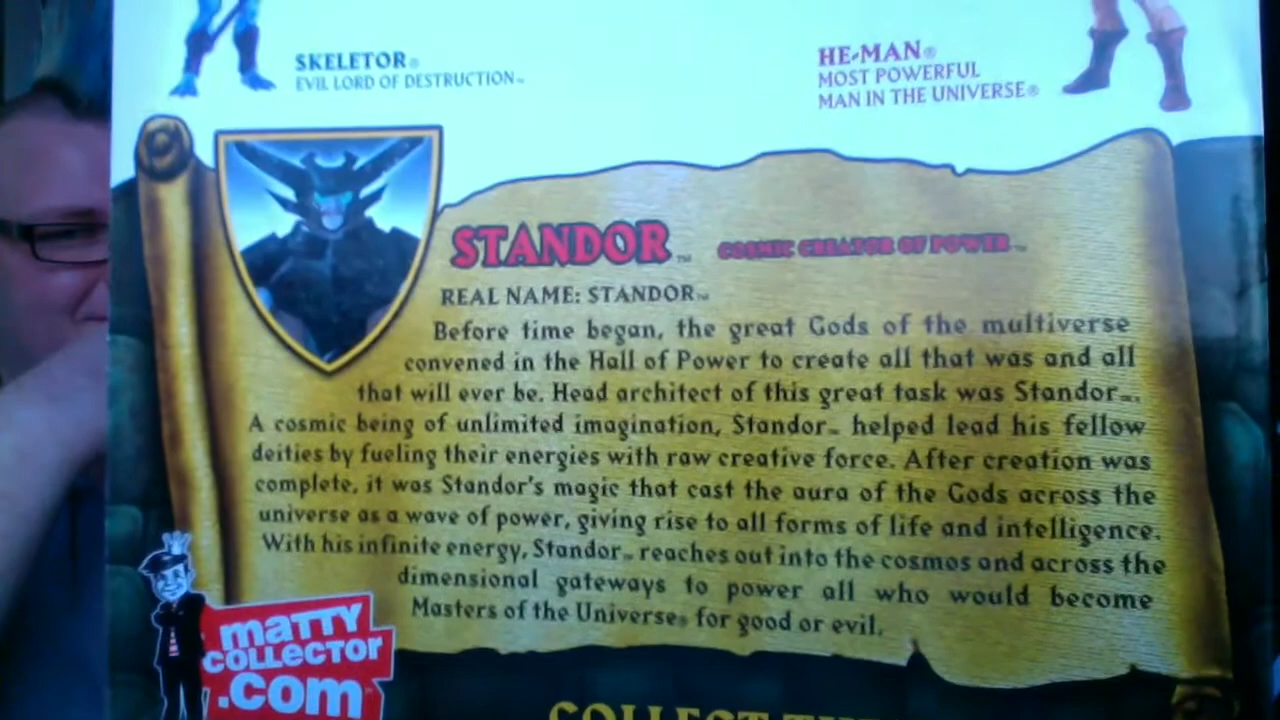 SKELETOR®
EVIL LORD OF DESTRUCTION™
HE-MAN®
MOST POWERFUL
MAN IN THE UNIVERSE®
STANDOR™ COSMIC CREATOR OF POWER™
REAL NAME: STANDOR™
Before time began, the great Gods of the multiverse
convened in the Hall of Power to create all that was and all
that will ever be. Head architect of this great task was Standor™.
A cosmic being of unlimited imagination, Standor™ helped lead his fellow
deities by fueling their energies with raw creative force. After creation was
complete, it was Standor's magic that cast the aura of the Gods across the
universe as a wave of power, giving rise to all forms of life and intelligence.
With his infinite energy, Standor™ reaches out into the cosmos and across the
dimensional gateways to power all who would become
Masters of the Universe® for good or evil.
maTTY
COLLecTOR
.com
COLLECT